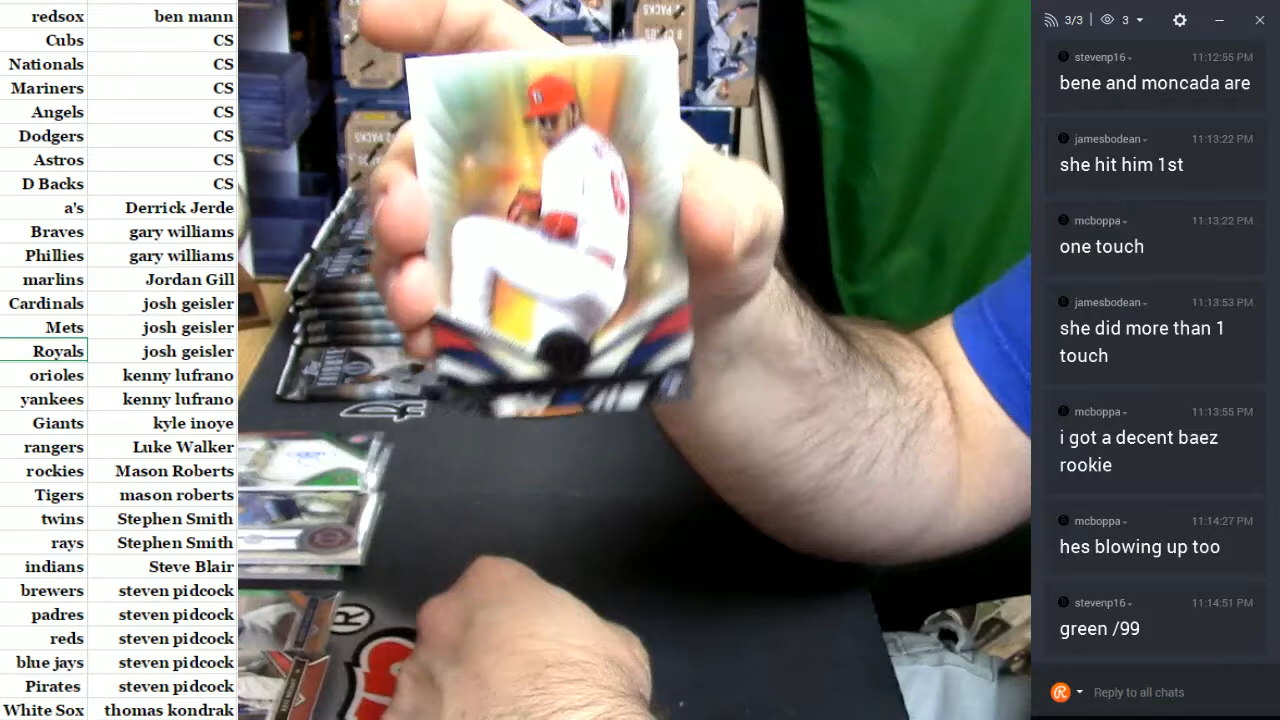 redsox ben mann
Cubs CS
Nationals CS
Mariners CS
Angels CS
Dodgers CS
Astros CS
D Backs CS
a's Derrick Jerde
Braves gary williams
Phillies gary williams
marlins Jordan Gill
Cardinals josh geisler
Mets josh geisler
Royals josh geisler
orioles kenny lufrano
yankees kenny lufrano
Giants kyle inoye
rangers Luke Walker
rockies Mason Roberts
Tigers mason roberts
twins Stephen Smith
rays Stephen Smith
indians Steve Blair
brewers steven pidcock
padres steven pidcock
reds steven pidcock
blue jays steven pidcock
Pirates steven pidcock
White Sox thomas kondrak
3/3 3
stevenp16 11:12:55 PM
bene and moncada are
jamesbodean 11:13:22 PM
she hit him 1st
mcboppa 11:13:22 PM
one touch
jamesbodean 11:13:53 PM
she did more than 1
touch
mcboppa 11:13:55 PM
i got a decent baez
rookie
mcboppa 11:14:27 PM
hes blowing up too
stevenp16 11:14:51 PM
green /99
Reply to all chats